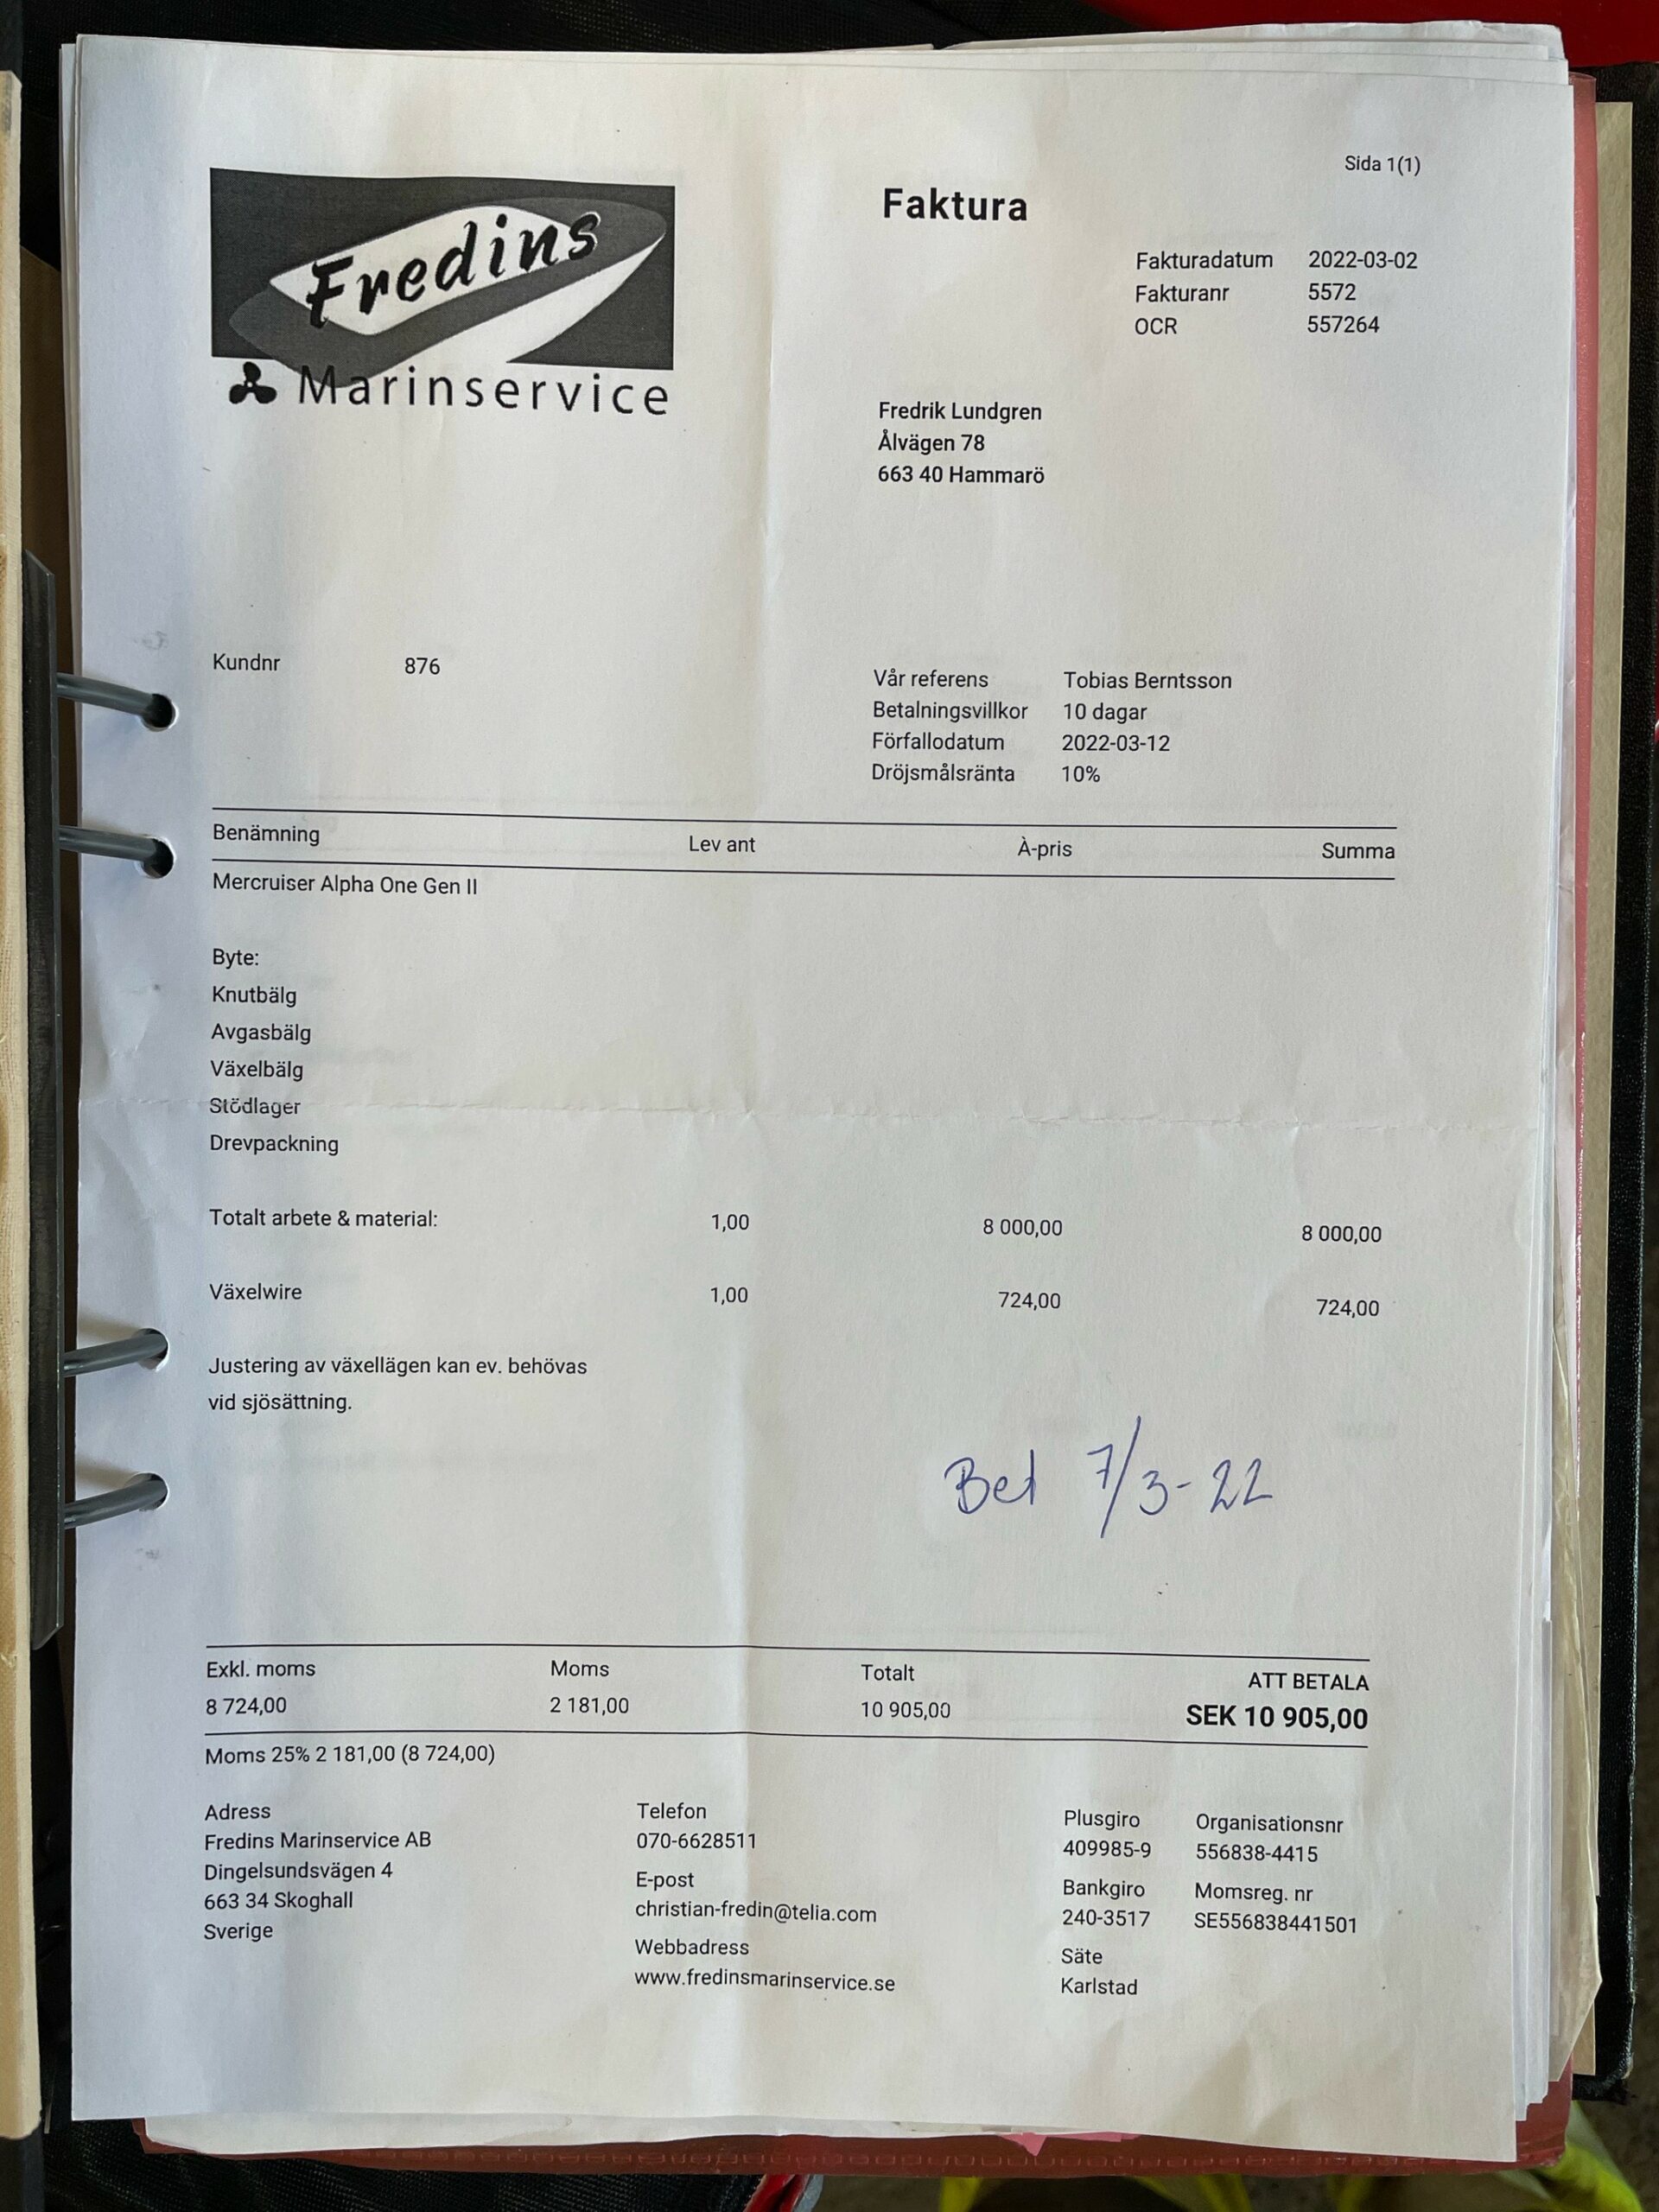 Sida 1(1)
Fredins
Marinservice
Faktura
Fakturadatum 2022-03-02
Fakturanr 5572
OCR 557264
Fredrik Lundgren
Ålvägen 78
663 40 Hammarö
Kundnr 876
Vår referens Tobias Berntsson
Betalningsvillkor 10 dagar
Förfallodatum 2022-03-12
Dröjsmålsränta 10%
Benämning Lev ant À-pris Summa
Mercruiser Alpha One Gen II
Byte:
Knutbälg
Avgasbälg
Växelbälg
Stödlager
Drevpackning
Totalt arbete & material: 1,00 8 000,00 8 000,00
Växelwire 1,00 724,00 724,00
Justering av växellägen kan ev. behövas
vid sjösättning.
Bet 7/3-22
Exkl. moms Moms Totalt ATT BETALA
8 724,00 2 181,00 10 905,00 SEK 10 905,00
Moms 25% 2 181,00 (8 724,00)
Adress
Fredins Marinservice AB
Dingelsundsvägen 4
663 34 Skoghall
Sverige
Telefon
070-6628511
E-post
christian-fredin@telia.com
Webbadress
www.fredinsmarinservice.se
Plusgiro
409985-9
Bankgiro
240-3517
Säte
Karlstad
Organisationsnr
556838-4415
Momsreg. nr
SE556838441501